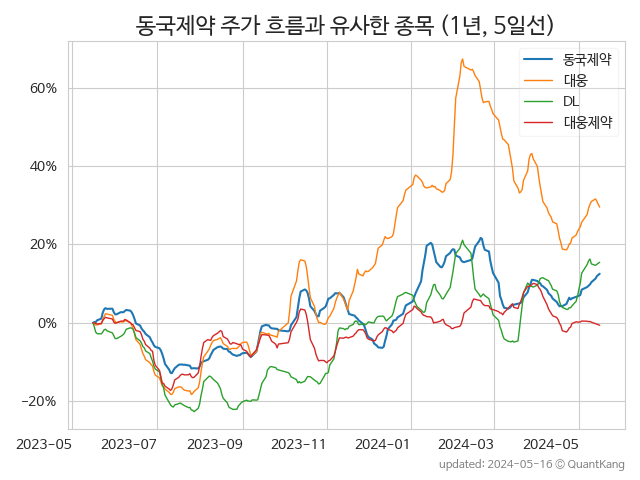 동국제약 주가 흐름과 유사한 종목 (1년, 5일선)
동국제약
대웅
DL
대웅제약
60%
40%
20%
0%
−20%
2023−05
2023−07
2023−09
2023−11
2024−01
2024−03
2024−05
updated: 2024−05−16 © QuantKang